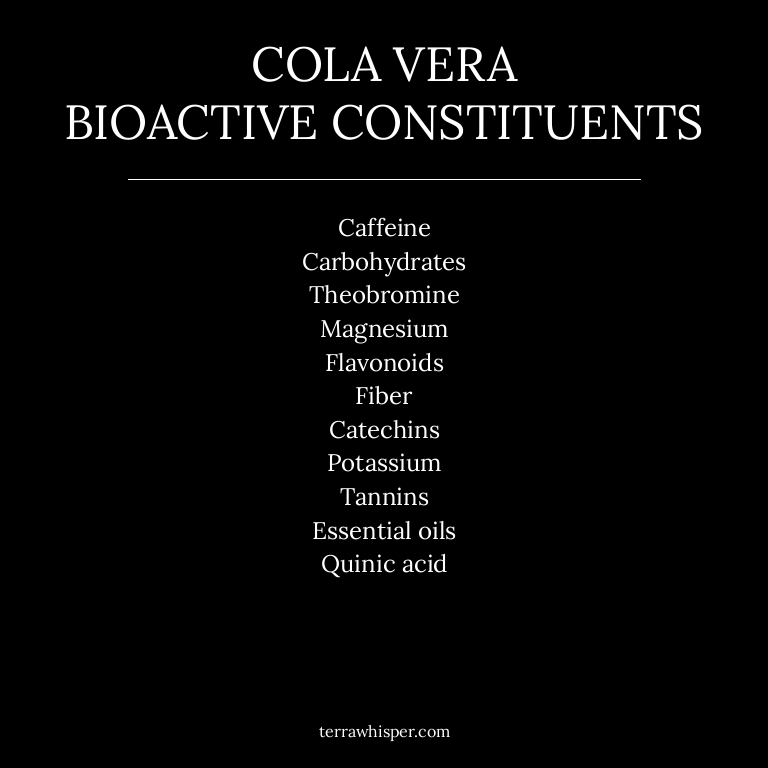 COLA VERA
BIOACTIVE CONSTITUENTS
Caffeine
Carbohydrates
Theobromine
Magnesium
Flavonoids
Fiber
Catechins
Potassium
Tannins
Essential oils
Quinic acid
terrawhisper.com